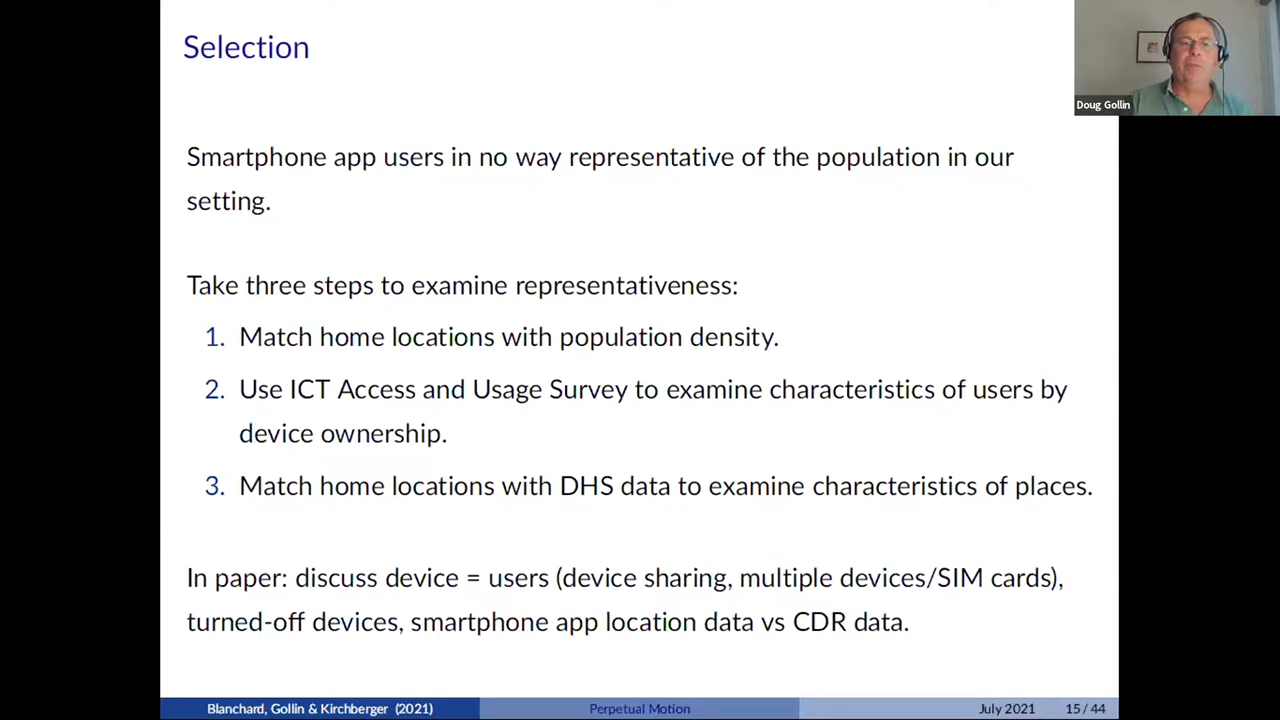 Selection
Doug Gollin
Smartphone app users in no way representative of the population in our
setting.
Take three steps to examine representativeness:
1. Match home locations with population density.
2. Use ICT Access and Usage Survey to examine characteristics of users by
device ownership.
3. Match home locations with DHS data to examine characteristics of places.
In paper: discuss device = users (device sharing, multiple devices/SIM cards),
turned-off devices, smartphone app location data vs CDR data.
Blanchard, Gollin & Kirchberger (2021) Perpetual Motion July 2021 15 / 44